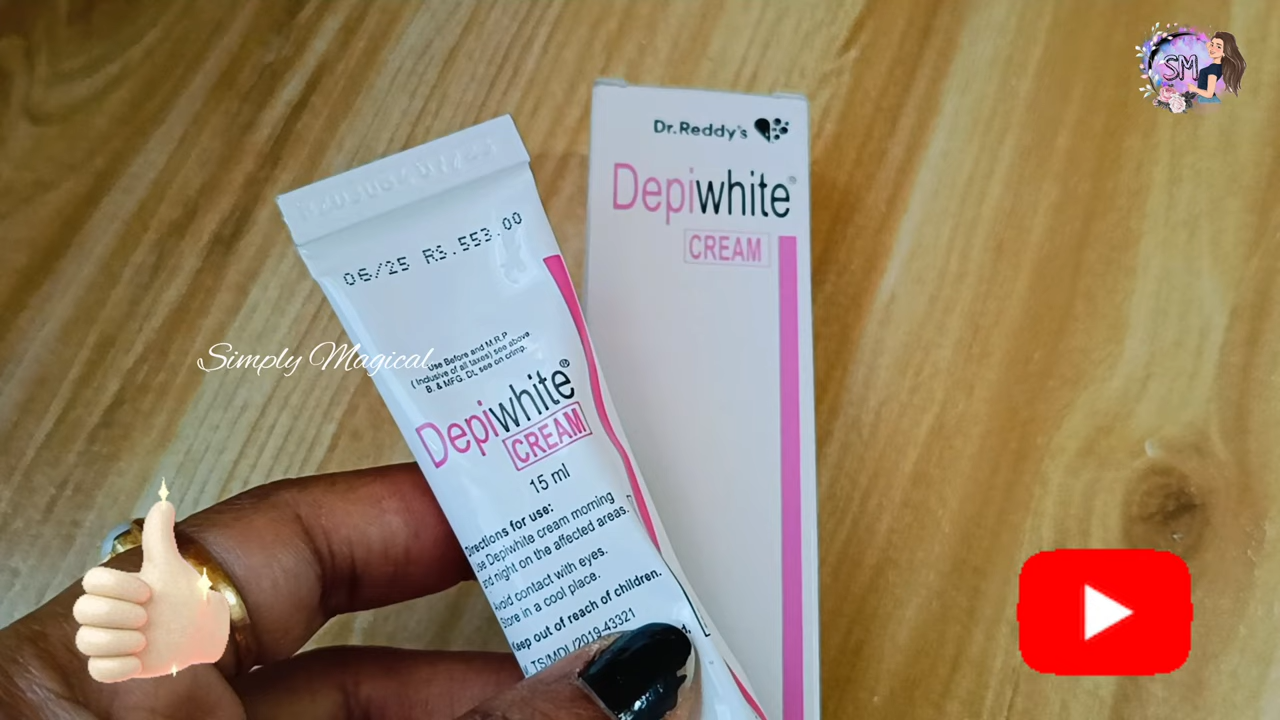 SM
Dr.Reddy's
Depiwhite®
CREAM
06/25 RS.553.00
Use Before and M.R.P
(Inclusive of all taxes) see above
B. & MFG. Dt. see on crimp.
Simply Magical
Depiwhite®
CREAM
15 ml
Directions for use:
Use Depiwhite cream morning
and night on the affected areas.
Avoid contact with eyes.
Store in a cool place.
Keep out of reach of children.
TS/MDL/2019-43321